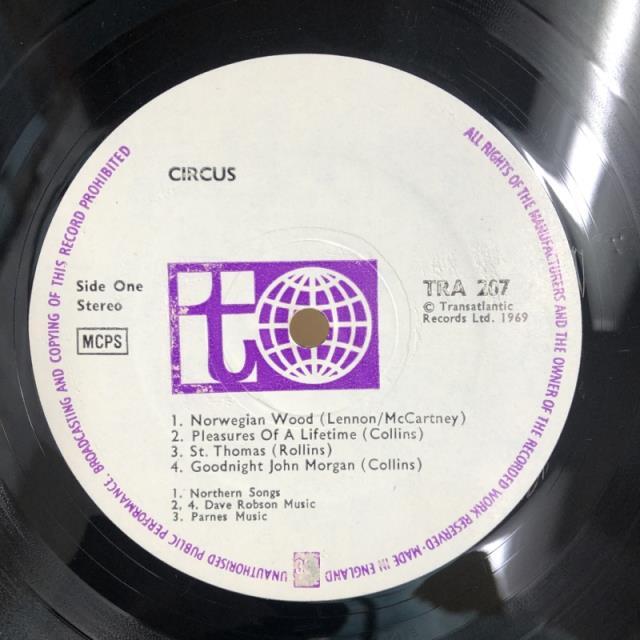 CIRCUS
Side One
Stereo
MCPS
t
TRA 207
© Transatlantic
Records Ltd. 1969
1. Norwegian Wood (Lennon/McCartney)
2. Pleasures Of A Lifetime (Collins)
3. St. Thomas (Rollins)
4. Goodnight John Morgan (Collins)
1. Northern Songs
2, 4. Dave Robson Music
3. Parnes Music
ALL RIGHTS OF THE MANUFACTURERS AND THE OWNER OF THE RECORDED WORK RESERVED-MADE IN ENGLAND
UNAUTHORISED PUBLIC PERFORMANCE, BROADCASTING AND COPYING OF THIS RECORD PROHIBITED